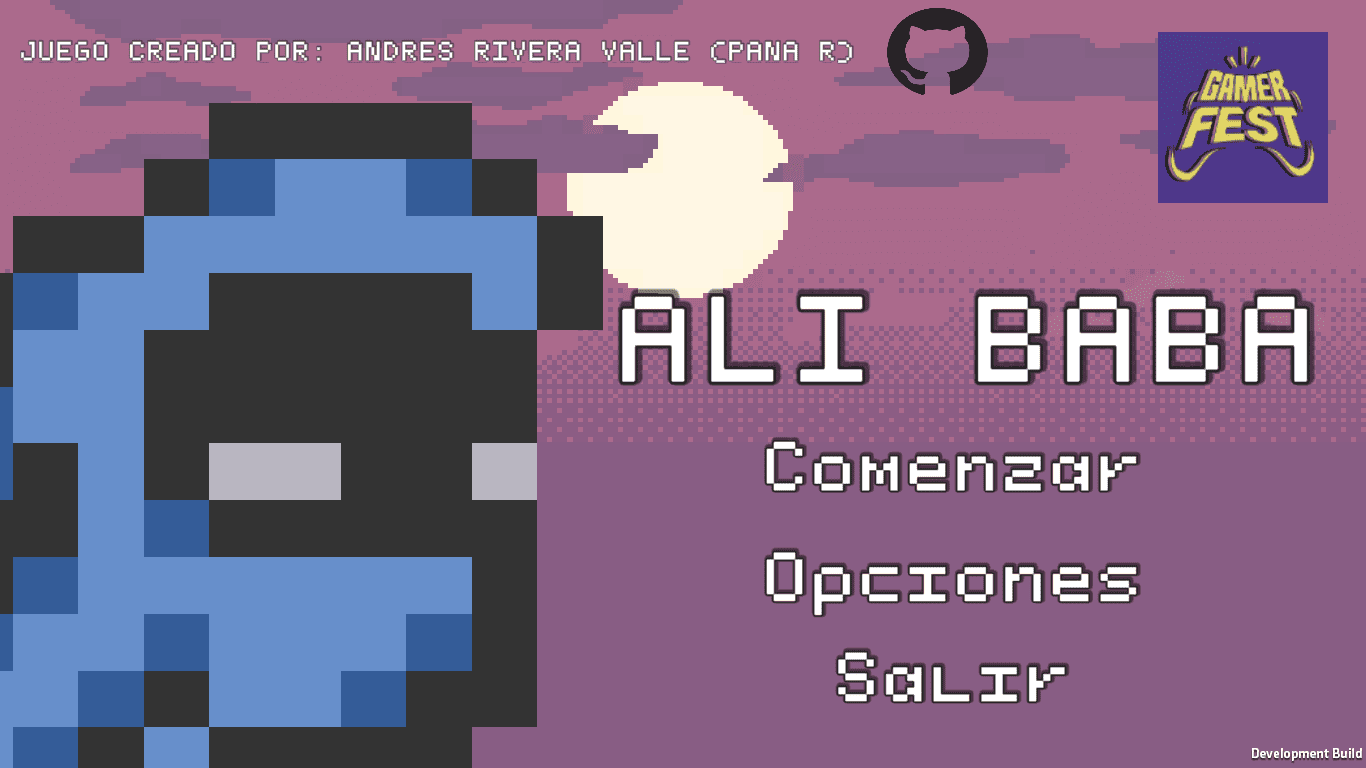 JUEGO CREADO POR: ANDRES RIVERA VALLE (PANA R)
GAMER
FEST
ALI BABA
Comenzar
Opciones
Salir
Development Build